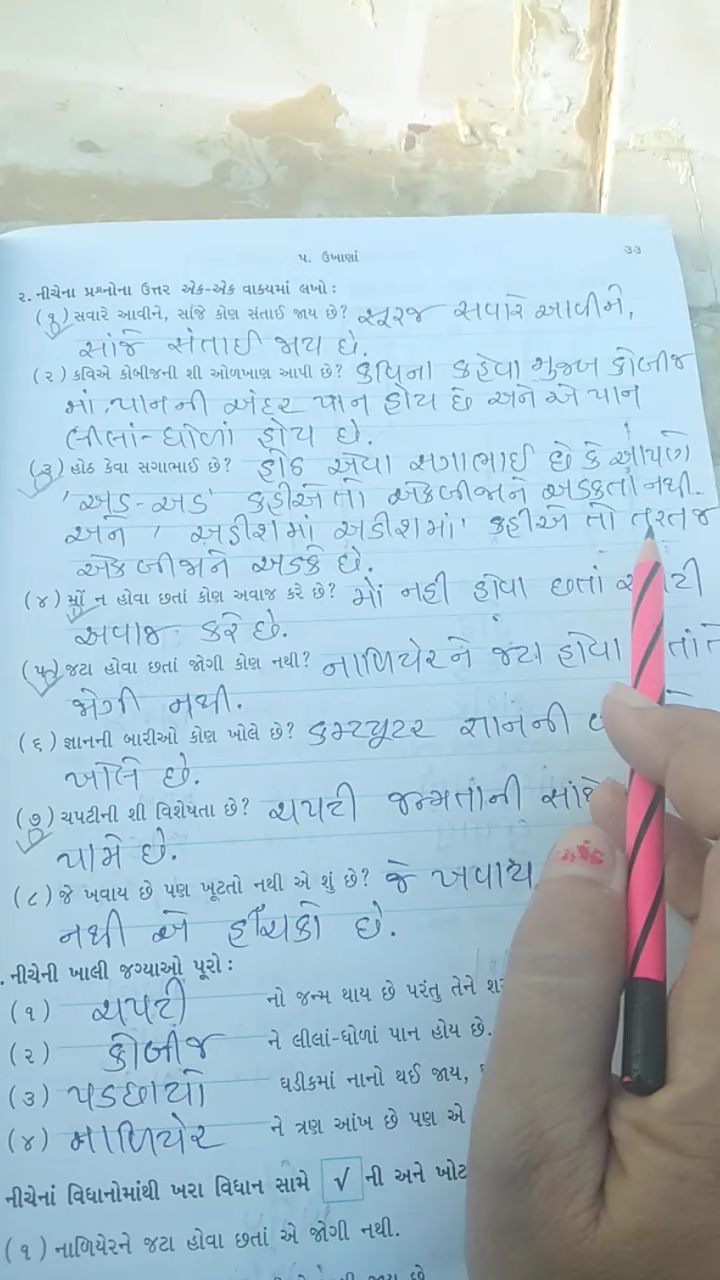 ૫. ઉખાણાં
૩૩
૨. નીચેના પ્રશ્નોના ઉત્તર એક-એક વાક્યમાં લખો :
(૧) સવારે આવીને, સાંજે કોણ સંતાઈ જાય છે? સૂરજ સવારે આવીને,
સાંજે સંતાઈ જાય છે.
(૨) કવિએ કોબીજની શી ઓળખાણ આપી છે? કવિના કહેવા મુજબ કોબીજ
માં પાનની અંદર પાન હોય છે અને એ પાન
લીલાં-ધોળાં હોય છે.
(૩) હોઠ કેવા સગાભાઈ છે? હોઠ એવા સગાભાઈ છે કે આપણે
'અડ-અડ' કહીએ તો એકબીજાને અડકતા નથી.
અને 'અડીશમાં અડીશમાં' કહીએ તો તરતજ
એકબીજાને અડકે છે.
(૪) મોં ન હોવા છતાં કોણ અવાજ કરે છે? મોં નહી હોવા છતાં
અવાજ કરે છે.
(૫) જટા હોવા છતાં જોગી કોણ નથી? નાળિયેરને જટા હોવા
જોગી નથી.
(૬) જ્ઞાનની બારીઓ કોણ ખોલે છે? કમ્પ્યૂટર જ્ઞાનની
ખોલે છે.
(૭) ચપટીની શી વિશેષતા છે? ચપટી જન્મતાની
પામે છે.
(૮) જે ખવાય છે પણ ખૂટતો નથી એ શું છે? જે ખવાય
નથી એ હીંચકો છે.
. નીચેની ખાલી જગ્યાઓ પૂરો :
(૧) ચપટી નો જન્મ થાય છે પરંતુ તેને
(૨) કોબીજ ને લીલાં-ધોળાં પાન હોય છે.
(૩) પડછાયો ઘડીકમાં નાનો થઈ જાય,
(૪) નાળિયેર ને ત્રણ આંખ છે પણ એ
નીચેનાં વિધાનોમાંથી ખરા વિધાન સામે √ ની અને ખોટ
(૧) નાળિયેરને જટા હોવા છતાં એ જોગી નથી.